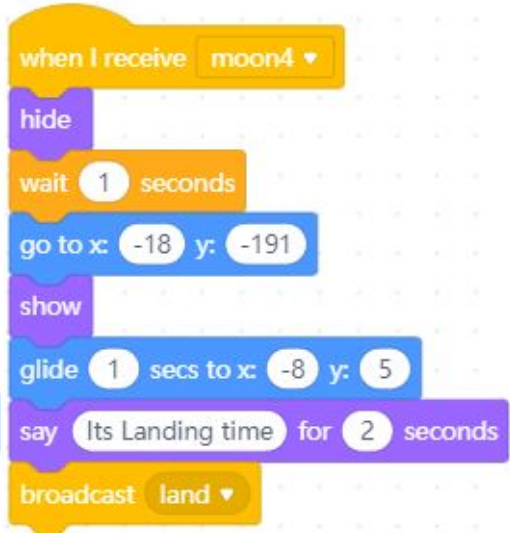 when I receive moon4
hide
wait 1 seconds
go to x: -18 y: -191
show
glide 1 secs to x: -8 y: 5
say Its Landing time for 2 seconds
broadcast land